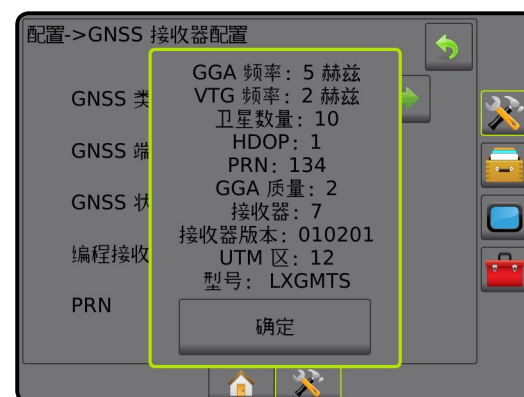 配置->GNSS 接收器配置
GNSS 类
GNSS 端
GNSS 状
编程接收
PRN
GGA 频率：5 赫兹
VTG 频率：2 赫兹
卫星数量：10
HDOP：1
PRN：134
GGA 质量：2
接收器：7
接收器版本：010201
UTM 区：12
型号： LXGMTS
确定